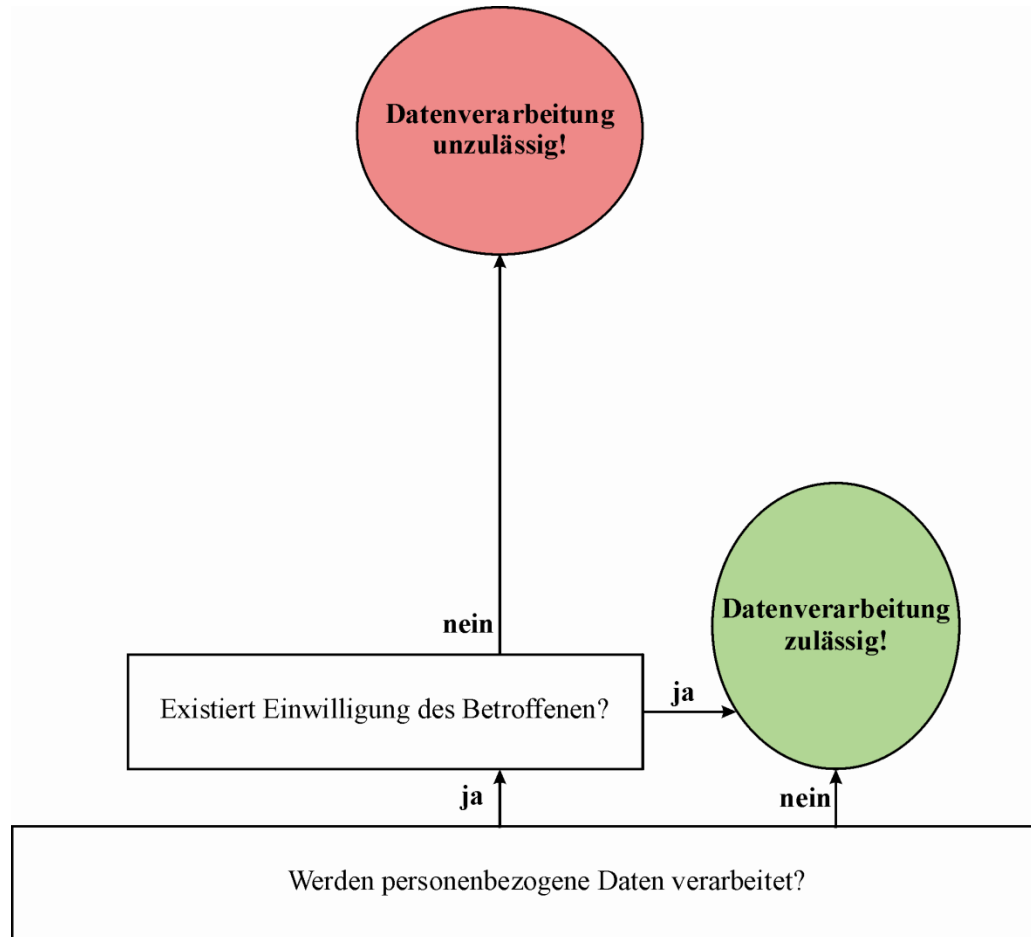 Datenverarbeitung
unzulässig!
nein
Datenverarbeitung
zulässig!
Existiert Einwilligung des Betroffenen?
ja
ja
nein
Werden personenbezogene Daten verarbeitet?